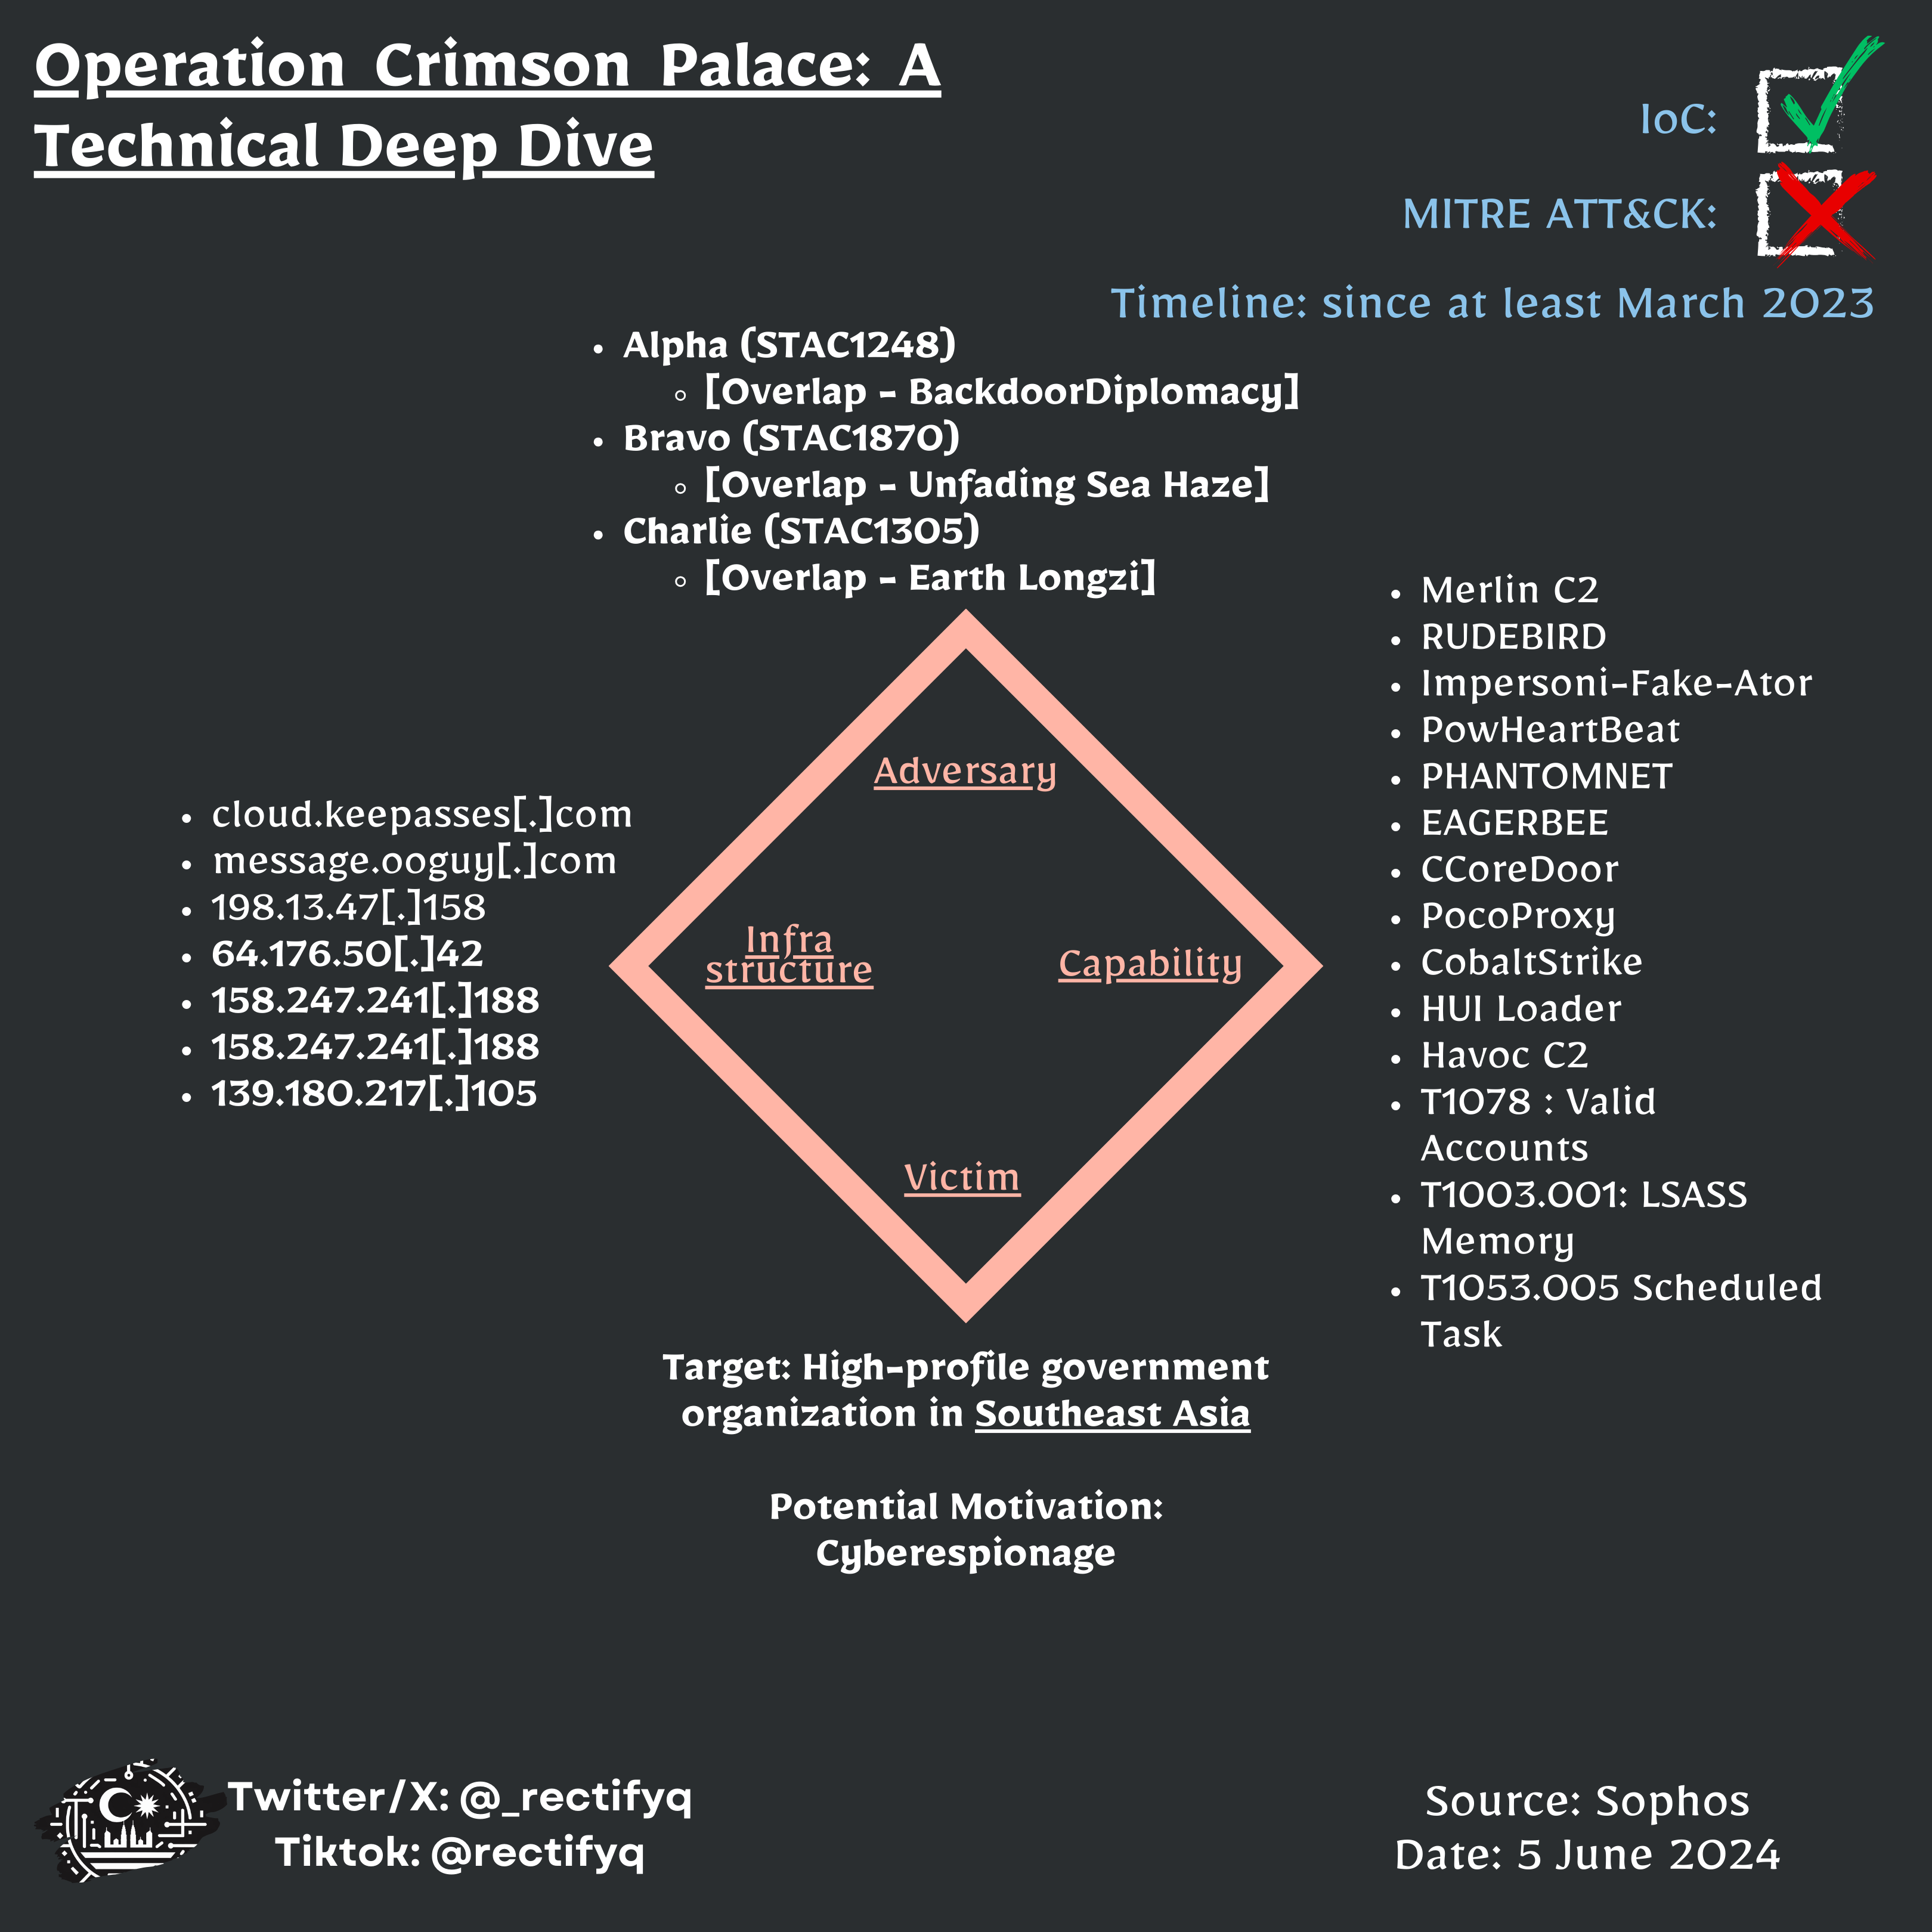 Operation Crimson Palace: A
Technical Deep Dive
IoC:
MITRE ATT&CK:
Timeline: since at least March 2023
• Alpha (STAC1248)
◦ [Overlap - BackdoorDiplomacy]
• Bravo (STAC1870)
◦ [Overlap - Unfading Sea Haze]
• Charlie (STAC1305)
◦ [Overlap - Earth Longzi]
• cloud.keepasses[.]com
• message.ooguy[.]com
• 198.13.47[.]158
• 64.176.50[.]42
• 158.247.241[.]188
• 158.247.241[.]188
• 139.180.217[.]105
Adversary
Infra
structure
Capability
Victim
• Merlin C2
• RUDEBIRD
• Impersoni-Fake-Ator
• PowHeartBeat
• PHANTOMNET
• EAGERBEE
• CCoreDoor
• PocoProxy
• CobaltStrike
• HUI Loader
• Havoc C2
• T1078 : Valid
Accounts
• T1003.001: LSASS
Memory
• T1053.005 Scheduled
Task
Target: High-profile government
organization in Southeast Asia
Potential Motivation:
Cyberespionage
Twitter/X: @_rectifyq
Tiktok: @rectifyq
Source: Sophos
Date: 5 June 2024